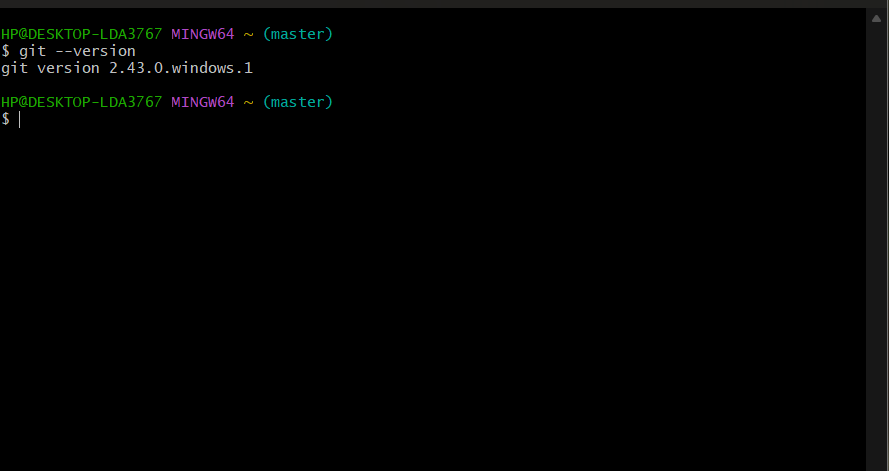 HP@DESKTOP-LDA3767 MINGW64 ~ (master)
$ git --version
git version 2.43.0.windows.1
HP@DESKTOP-LDA3767 MINGW64 ~ (master)
$